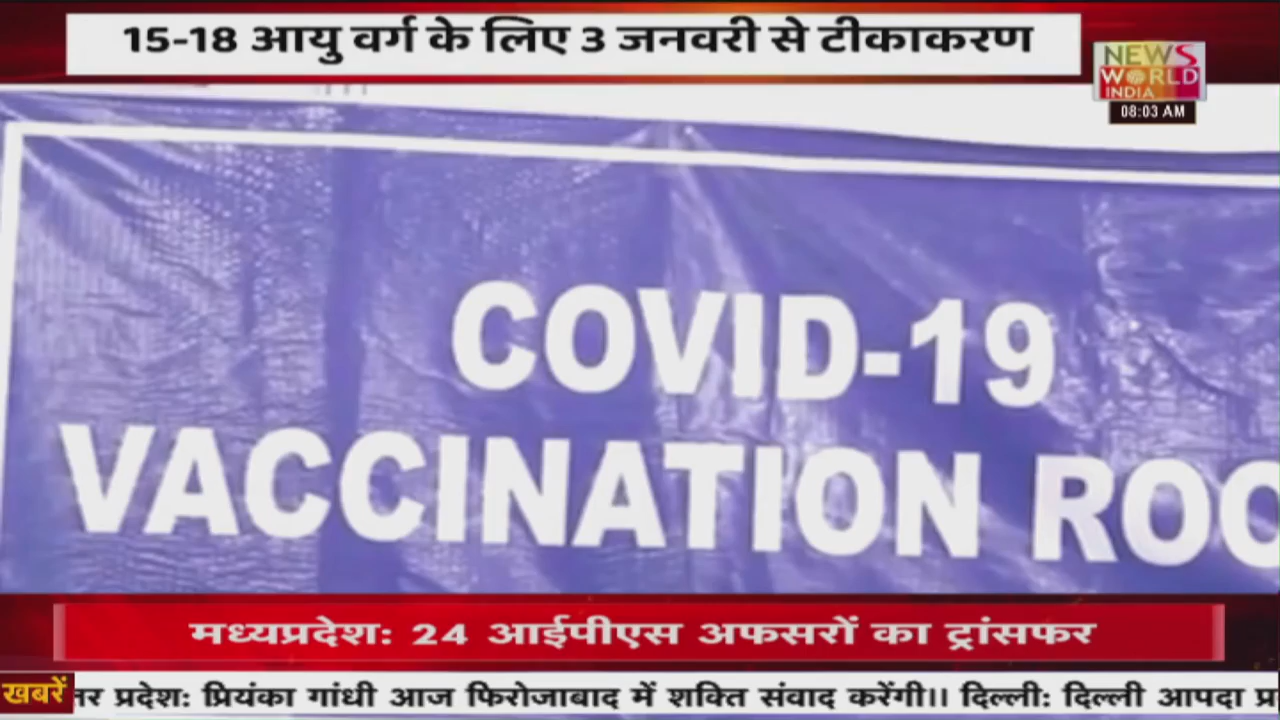 15-18 आयु वर्ग के लिए 3 जनवरी से टीकाकरण
NEWS
WORLD
INDIA
08:03 AM
COVID-19
VACCINATION
मध्यप्रदेश: 24 आईपीएस अफसरों का ट्रांसफर
खबरें प्रदेश: प्रियंका गांधी आज फिरोजाबाद में शक्ति संवाद करेंगी।। दिल्ली: दिल्ली आपदा